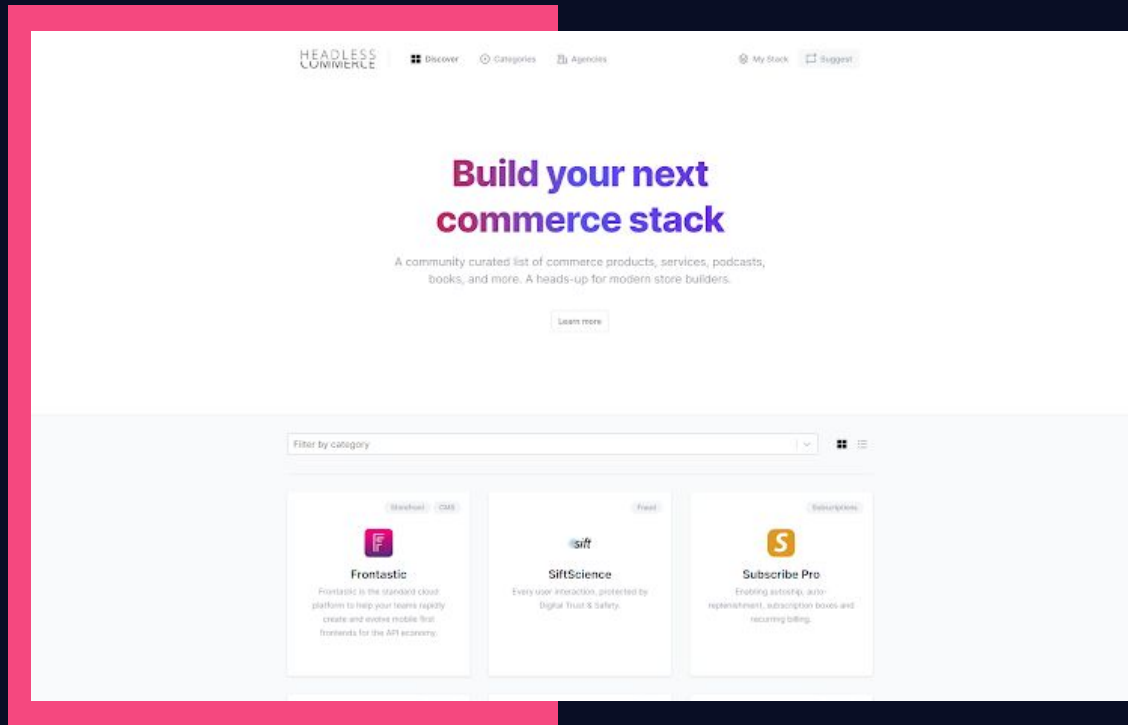 HEADLESS
COMMERCE
Discover
Categories
Agencies
My Stack
Suggest
Build your next
commerce stack
A community curated list of commerce products, services, podcasts,
books, and more. A heads-up for modern store builders.
Learn more
Filter by category
Storefront CMS
Fraud
Subscriptions
F
sift
S
Frontastic
SiftScience
Subscribe Pro
Frontastic is the standard cloud
platform to help your teams rapidly
create and evolve mobile first
frontends for the API economy.
Every user interaction, protected by
Digital Trust & Safety.
Enabling autoship, auto-
replenishment, subscription boxes and
recurring billing.